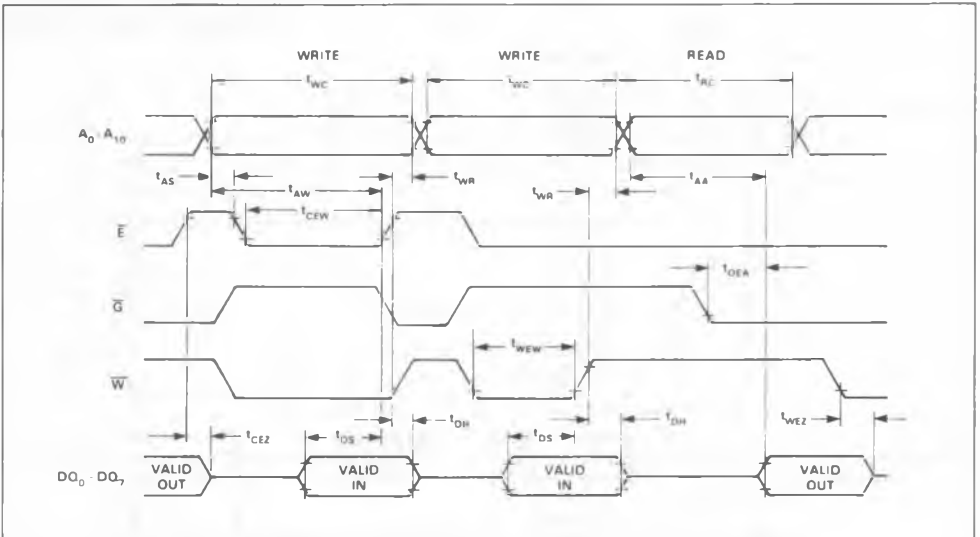 WRITE WRITE READ
tWC tWC tRC
A0 - A10
tAS tAW tWR tWR tAA
tCEW
E̅
tOEA
G̅
tWEW
W̅
tDH tDH tWEZ
tCEZ tDS tDS
DQ0 - DQ7 VALID OUT VALID IN VALID IN VALID OUT